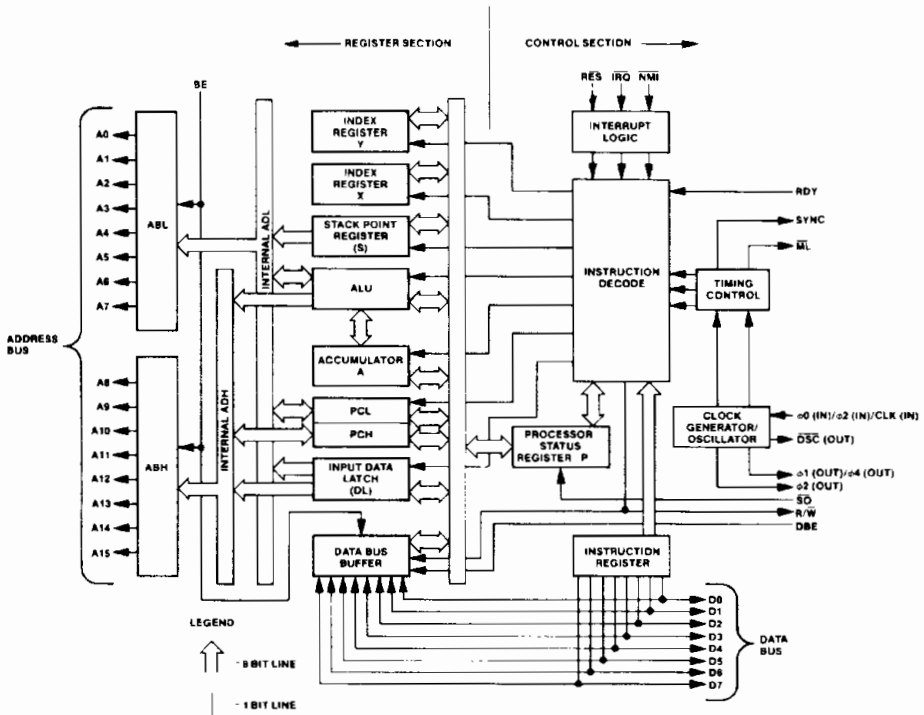 REGISTER SECTION
CONTROL SECTION
BE
RES IRQ NMI
INTERRUPT
LOGIC
A0
A1
A2
A3
A4
A5
A6
A7
ABL
ADDRESS
BUS
A8
A9
A10
A11
A12
A13
A14
A15
ABH
INTERNAL ADL
INTERNAL ADH
INDEX
REGISTER
Y
INDEX
REGISTER
X
STACK POINT
REGISTER
(S)
ALU
ACCUMULATOR
A
PCL
PCH
INPUT DATA
LATCH
(DL)
DATA BUS
BUFFER
INSTRUCTION
DECODE
PROCESSOR
STATUS
REGISTER P
INSTRUCTION
REGISTER
TIMING
CONTROL
CLOCK
GENERATOR/
OSCILLATOR
RDY
SYNC
ML
φ0 (IN)/φ2 (IN)/CLK (IN)
DSC (OUT)
φ1 (OUT)/φ4 (OUT)
φ2 (OUT)
SO
R/W
DBE
D0
D1
D2
D3
D4
D5
D6
D7
DATA
BUS
LEGEND
- 8 BIT LINE
- 1 BIT LINE